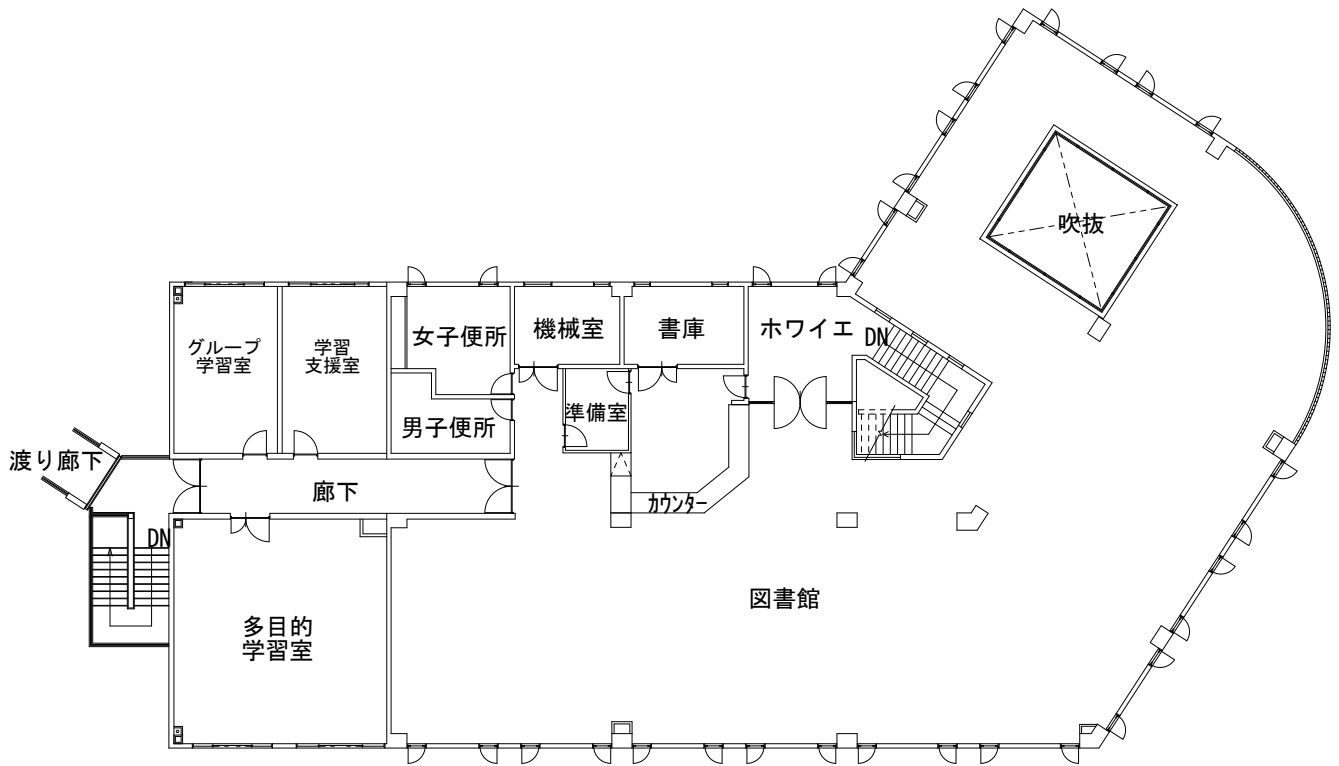 吹抜
女子便所
機械室
書庫
ホワイエ
DN
グループ
学習室
学習
支援室
男子便所
準備室
渡り廊下
廊下
カウンター
DN
図書館
多目的
学習室